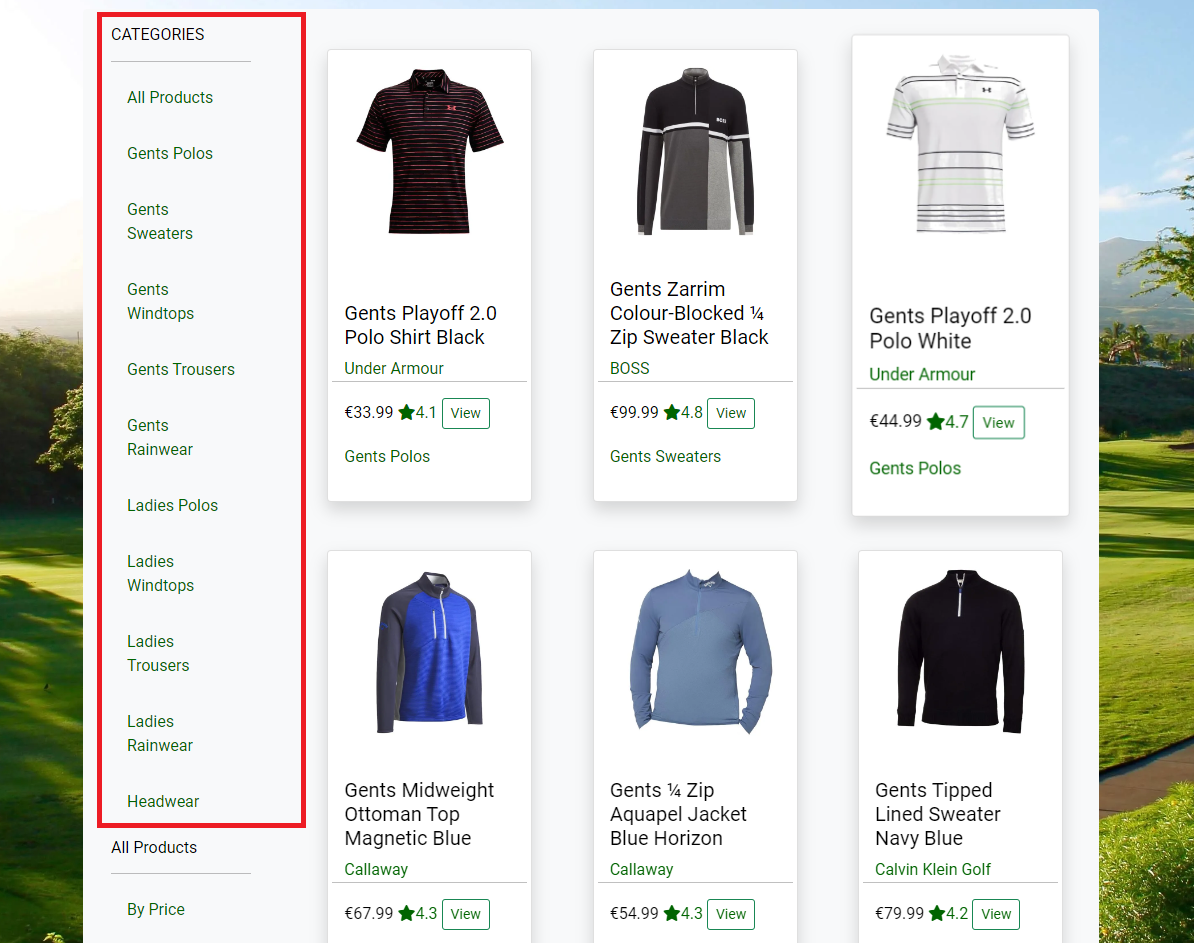 CATEGORIES
All Products
Gents Polos
Gents
Sweaters
Gents
Windtops
Gents Trousers
Gents
Rainwear
Ladies Polos
Ladies
Windtops
Ladies
Trousers
Ladies
Rainwear
Headwear
All Products
By Price
Gents Playoff 2.0
Polo Shirt Black
Under Armour
€33.99 4.1 View
Gents Polos
BOSS
Gents Zarrim
Colour-Blocked ¼
Zip Sweater Black
BOSS
€99.99 4.8 View
Gents Sweaters
Gents Playoff 2.0
Polo White
Under Armour
€44.99 4.7 View
Gents Polos
Gents Midweight
Ottoman Top
Magnetic Blue
Callaway
€67.99 4.3 View
Gents ¼ Zip
Aquapel Jacket
Blue Horizon
Callaway
€54.99 4.3 View
Gents Tipped
Lined Sweater
Navy Blue
Calvin Klein Golf
€79.99 4.2 View